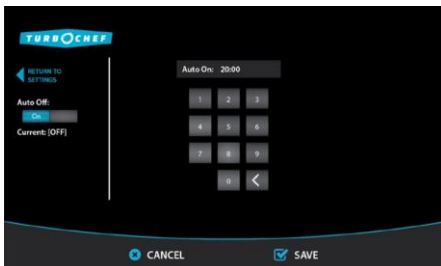 TURBOCHEF
RETURN TO
SETTINGS
Auto Off:
On
Current: [OFF]
Auto On: 20:00
1 2 3
4 5 6
7 8 9
0 <
CANCEL
SAVE